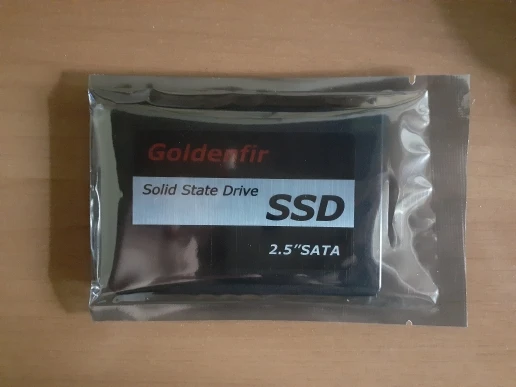 Goldenfir
Solid State Drive
SSD
2.5"SATA